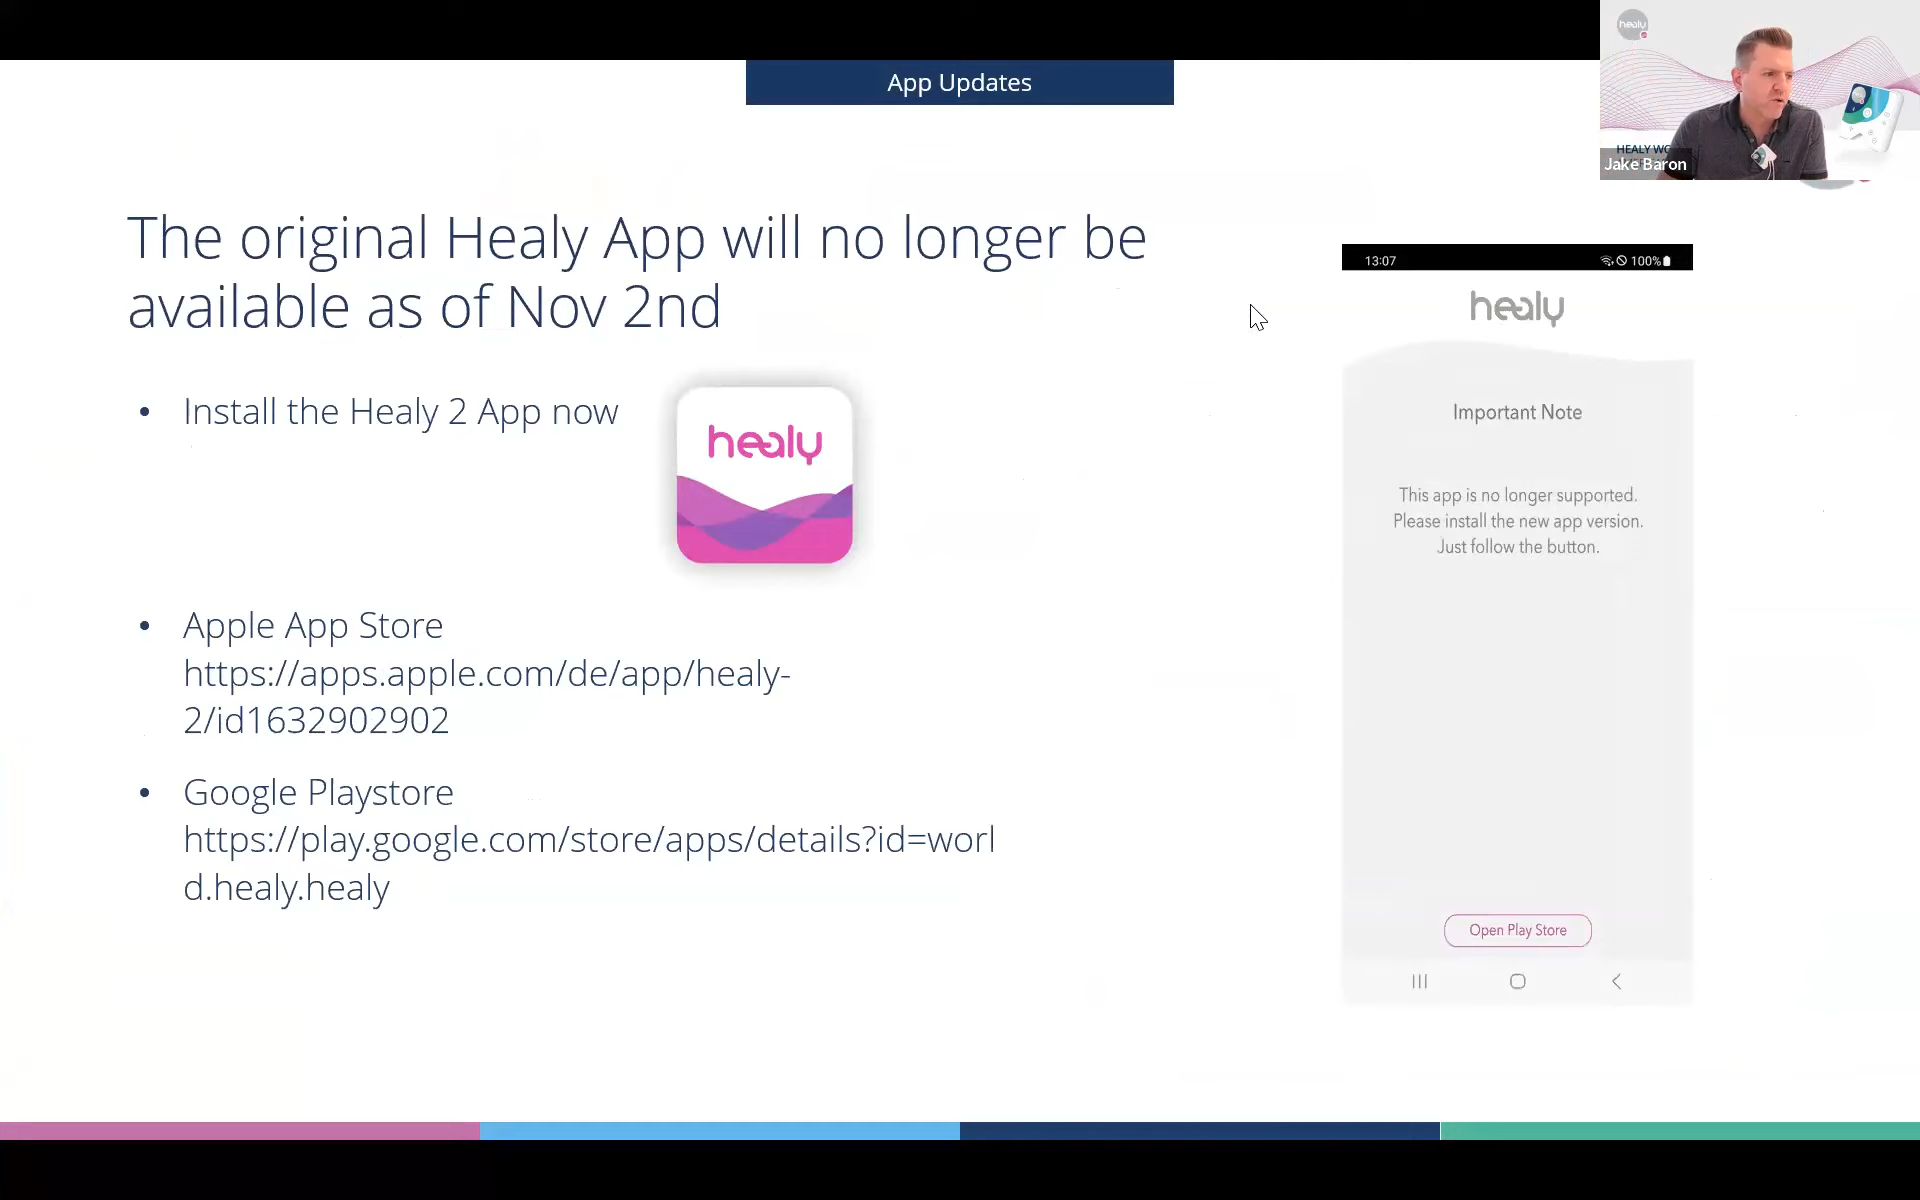 App Updates
healy
HEALY WO
Jake Baron
The original Healy App will no longer be
available as of Nov 2nd
• Install the Healy 2 App now
healy
• Apple App Store
https://apps.apple.com/de/app/healy-
2/id1632902902
• Google Playstore
https://play.google.com/store/apps/details?id=worl
d.healy.healy
13:07
100%
healy
Important Note
This app is no longer supported.
Please install the new app version.
Just follow the button.
Open Play Store